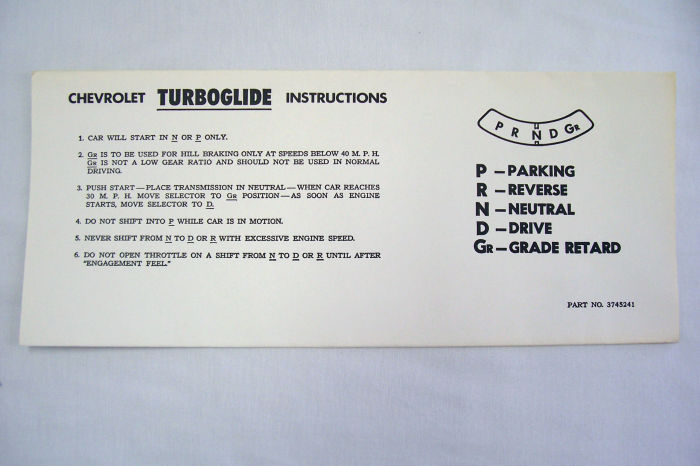 CHEVROLET TURBOGLIDE INSTRUCTIONS
1. CAR WILL START IN N OR P ONLY.
2. GR IS TO BE USED FOR HILL BRAKING ONLY AT SPEEDS BELOW 40 M. P. H.
GR IS NOT A LOW GEAR RATIO AND SHOULD NOT BE USED IN NORMAL
DRIVING.
3. PUSH START—PLACE TRANSMISSION IN NEUTRAL—WHEN CAR REACHES
30 M. P. H. MOVE SELECTOR TO GR POSITION—AS SOON AS ENGINE
STARTS, MOVE SELECTOR TO D.
4. DO NOT SHIFT INTO P WHILE CAR IS IN MOTION.
5. NEVER SHIFT FROM N TO D OR R WITH EXCESSIVE ENGINE SPEED.
6. DO NOT OPEN THROTTLE ON A SHIFT FROM N TO D OR R UNTIL AFTER
"ENGAGEMENT FEEL."
P R N D GR
P—PARKING
R—REVERSE
N—NEUTRAL
D—DRIVE
GR—GRADE RETARD
PART NO. 3745241